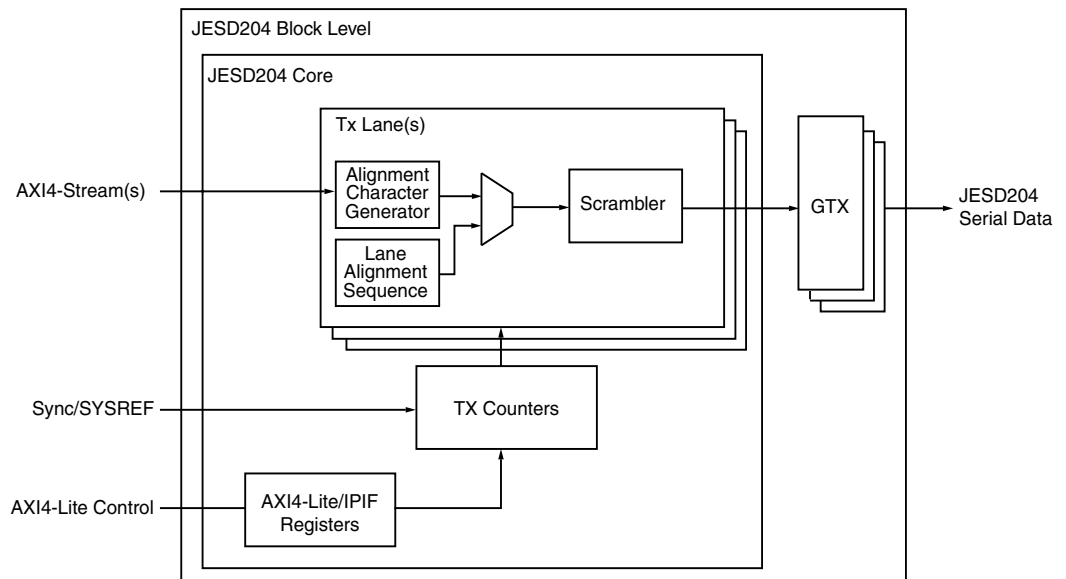 JESD204 Block Level
JESD204 Core
Tx Lane(s)
AXI4-Stream(s)
Alignment
Character
Generator
Scrambler
GTX
JESD204
Serial Data
Lane
Alignment
Sequence
Sync/SYSREF
TX Counters
AXI4-Lite Control
AXI4-Lite/IPIF
Registers